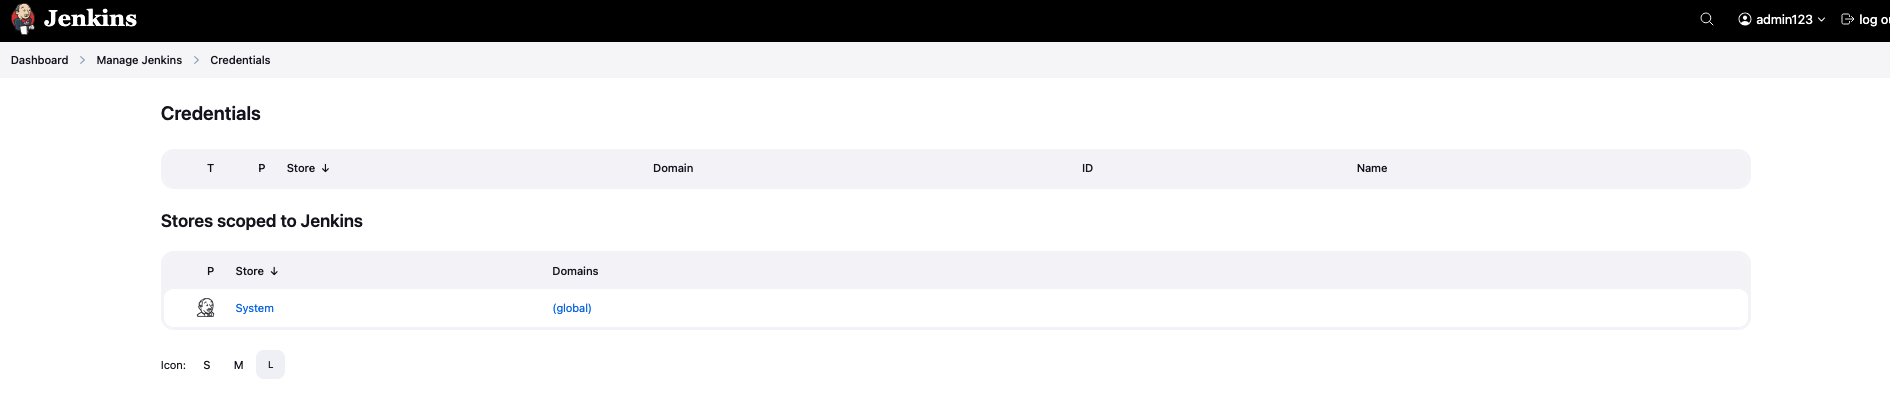 Jenkins admin123 log o
Dashboard Manage Jenkins Credentials
Credentials
T P Store ↓ Domain ID Name
Stores scoped to Jenkins
P Store ↓ Domains
System (global)
Icon: S M L